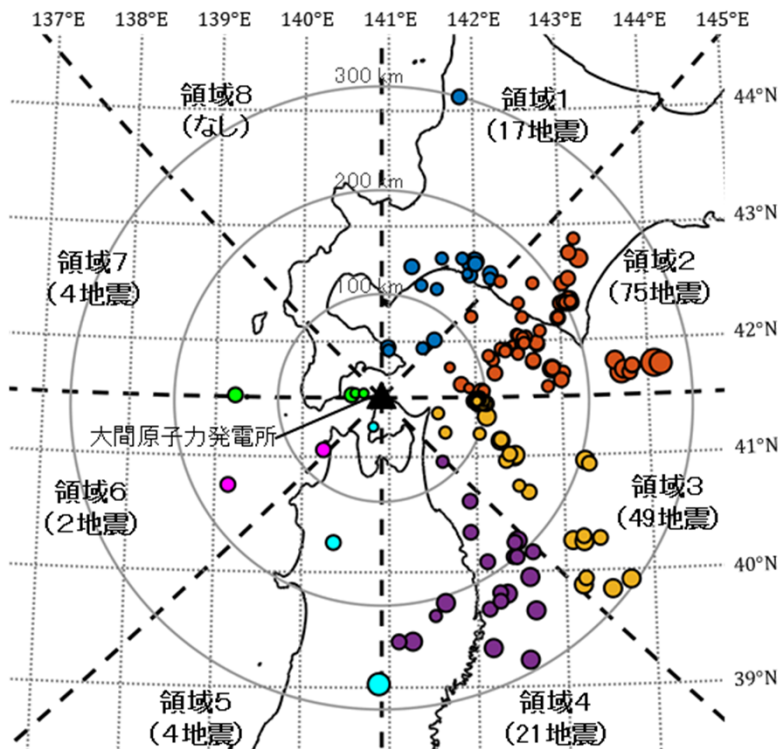 137°E 138°E 139°E 140°E 141°E 142°E 143°E 144°E 145°E
300 km
領域8
(なし)
領域1
(17地震)
44°N
200 km
43°N
領域7
(4地震)
領域2
(75地震)
100 km
42°N
大間原子力発電所
41°N
領域6
(2地震)
領域3
(49地震)
40°N
39°N
領域5
(4地震)
領域4
(21地震)